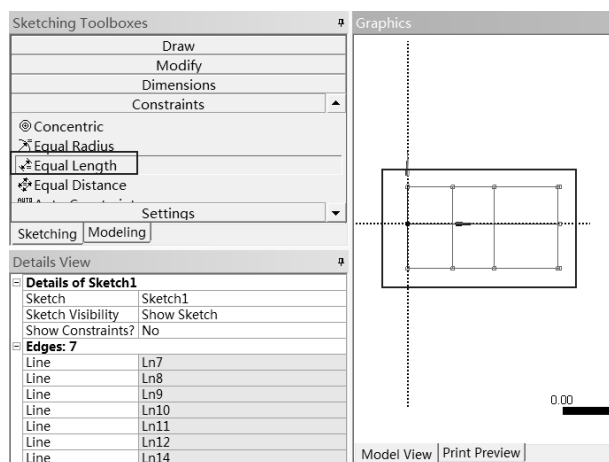 Sketching Toolboxes
Draw
Modify
Dimensions
Constraints
Concentric
Equal Radius
Equal Length
Equal Distance
Settings
Sketching Modeling
Details View
Details of Sketch1
Sketch Sketch1
Sketch Visibility Show Sketch
Show Constraints? No
Edges: 7
Line Ln7
Line Ln8
Line Ln9
Line Ln10
Line Ln11
Line Ln12
Line Ln14
Graphics
0.00
Model View Print Preview